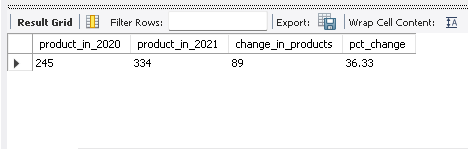 Result Grid Filter Rows: Export: Wrap Cell Content:
product_in_2020 product_in_2021 change_in_products pct_change
245 334 89 36.33